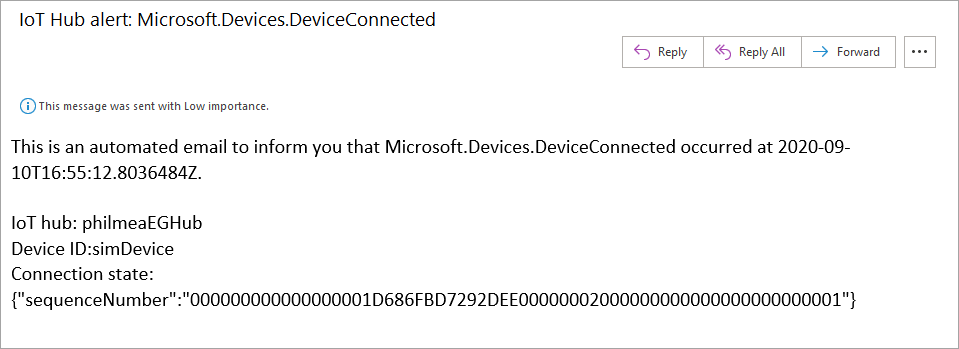 IoT Hub alert: Microsoft.Devices.DeviceConnected
Reply
Reply All
Forward
This message was sent with Low importance.
This is an automated email to inform you that Microsoft.Devices.DeviceConnected occurred at 2020-09-
10T16:55:12.8036484Z.
IoT hub: philmeaEGHub
Device ID:simDevice
Connection state:
{"sequenceNumber":"000000000000000001D686FBD7292DEE0000000200000000000000000000000001"}